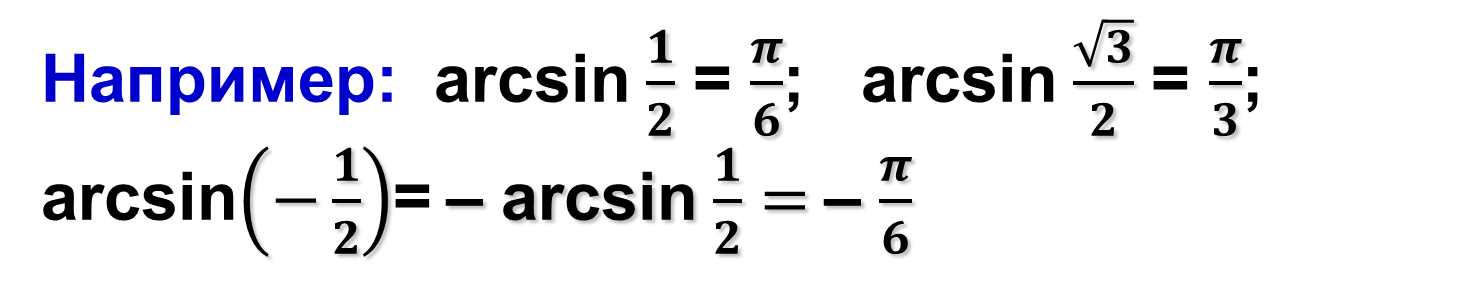 Например: arcsin 1/2 = π/6; arcsin √3/2 = π/3;
arcsin(− 1/2)= – arcsin 1/2 = – π/6